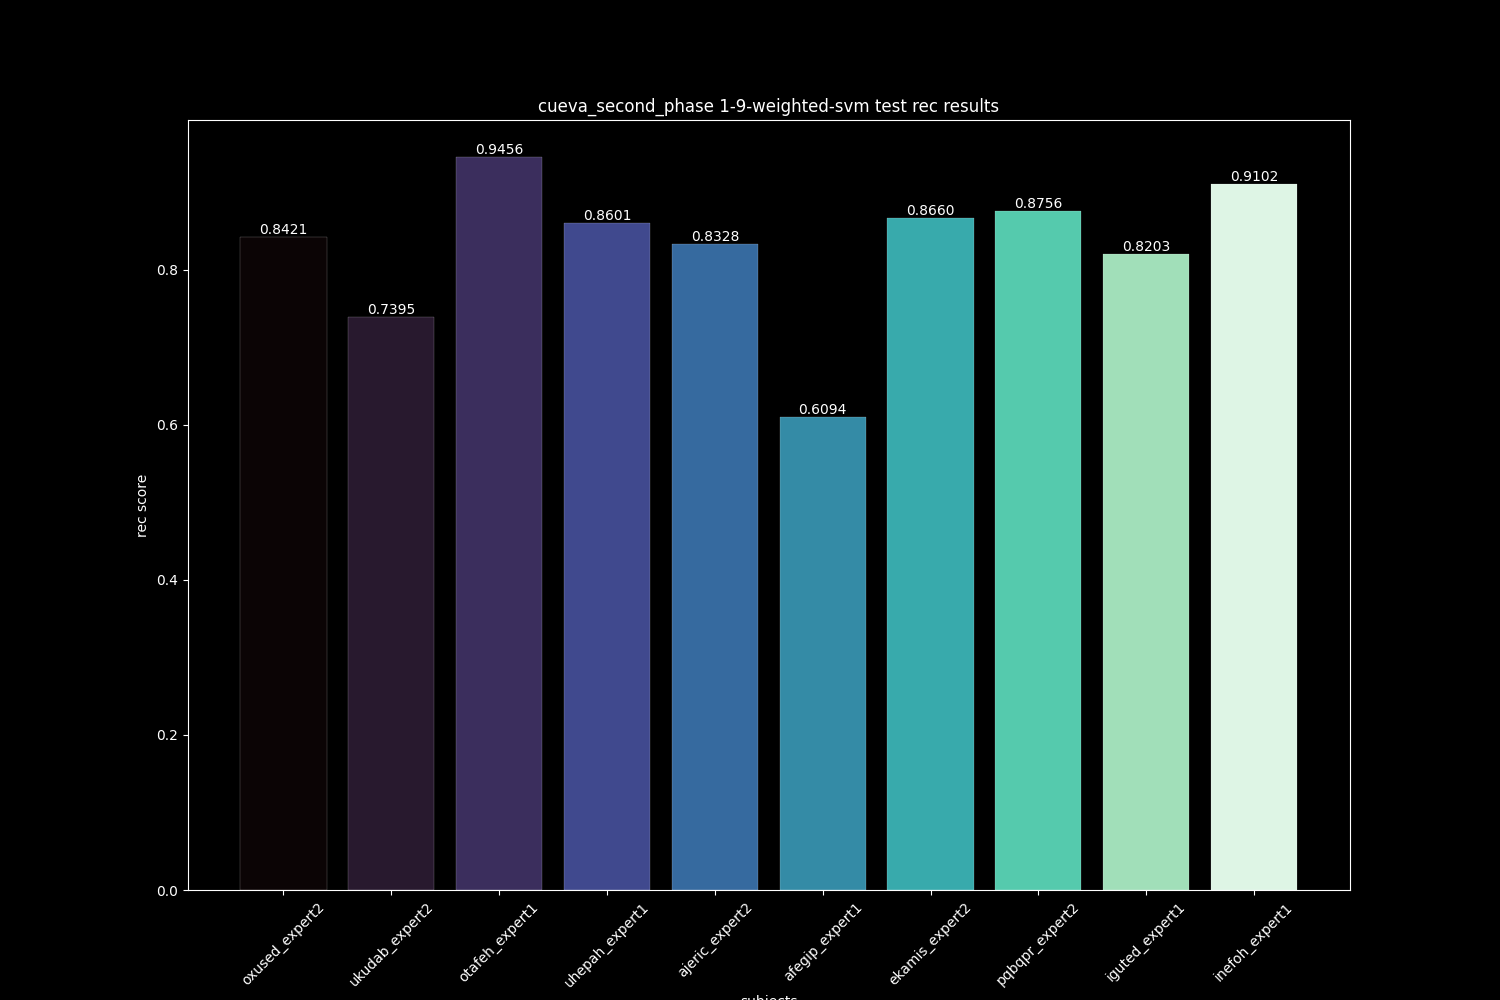 cueva_second_phase 1-9-weighted-svm test rec results
0.9456
0.9102
0.8756
0.8660
0.8601
0.8421
0.8328
0.8203
0.7395
0.6094
0.8
0.6
0.4
0.2
0.0
rec score
oxused_expert2
ukudab_expert2
otafeh_expert1
uhepah_expert1
ajeric_expert2
afegip_expert1
ekamis_expert2
pqbqpr_expert2
iguted_expert1
inefoh_expert1
subjects